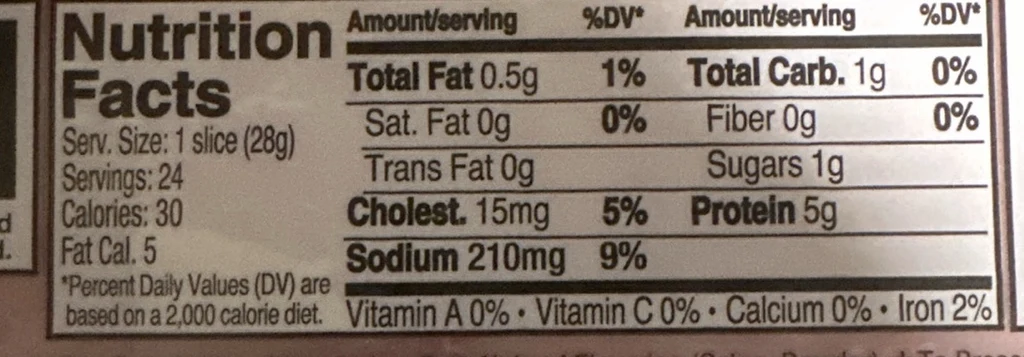 Nutrition
Facts
Serv. Size: 1 slice (28g)
Servings: 24
Calories: 30
Fat Cal. 5
*Percent Daily Values (DV) are
based on a 2,000 calorie diet.
Amount/serving %DV* Amount/serving %DV*
Total Fat 0.5g 1% Total Carb. 1g 0%
Sat. Fat 0g 0% Fiber 0g 0%
Trans Fat 0g Sugars 1g
Cholest. 15mg 5% Protein 5g
Sodium 210mg 9%
Vitamin A 0% • Vitamin C 0% • Calcium 0% • Iron 2%